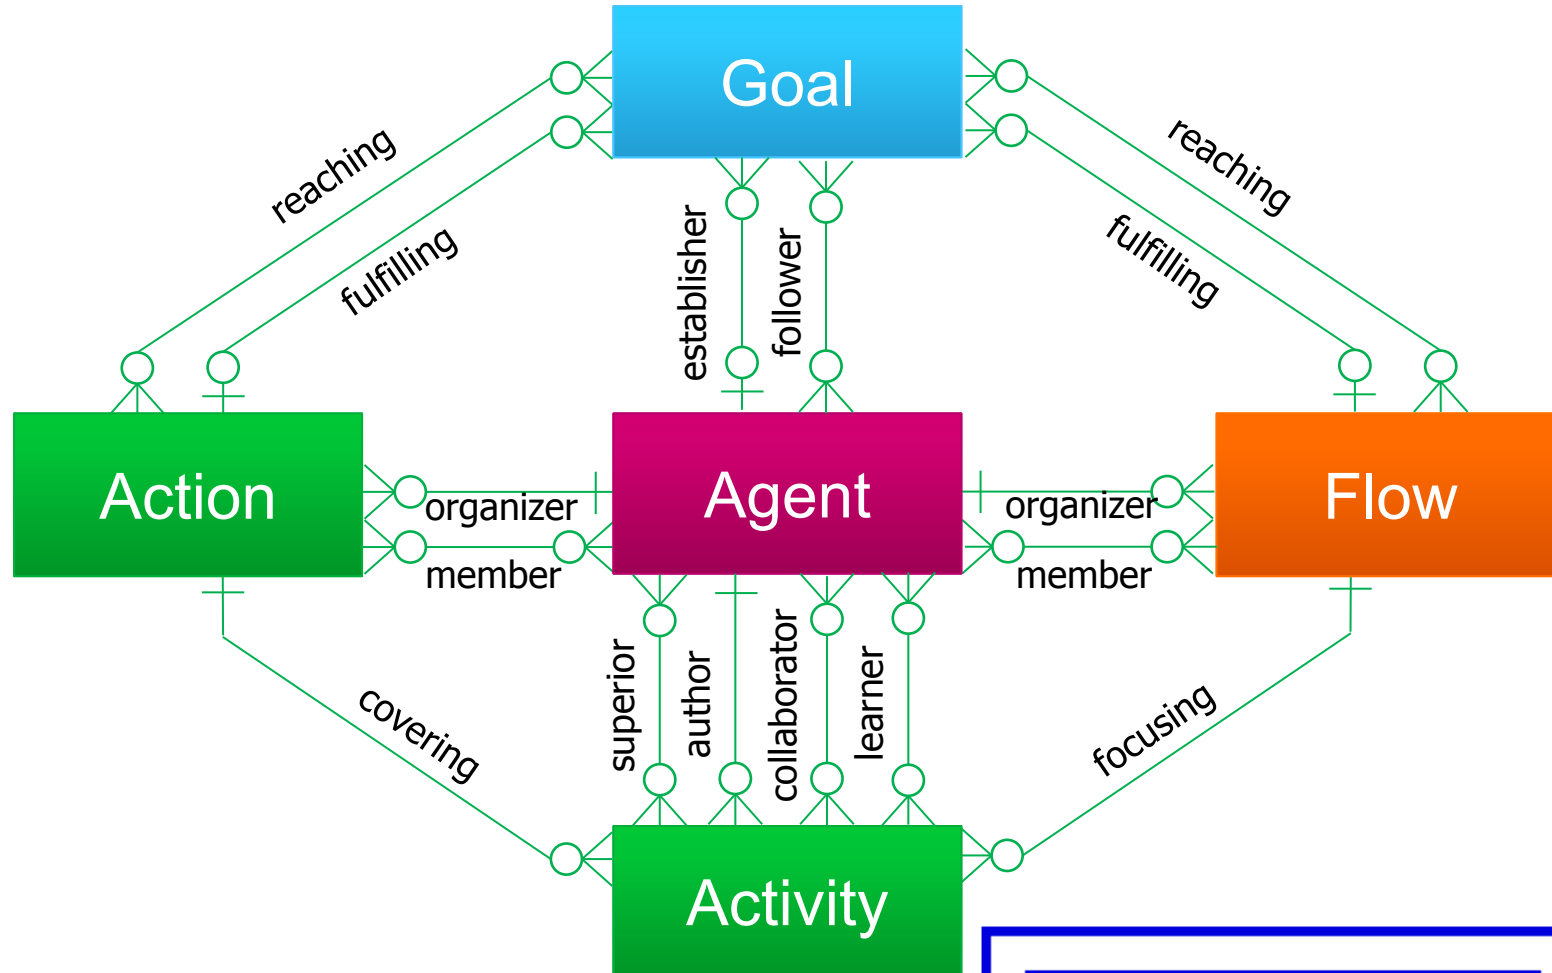 Goal
reaching
reaching
fulfilling
establisher
follower
fulfilling
Action
organizer
member
Agent
organizer
member
Flow
superior
author
collaborator
learner
covering
focusing
Activity